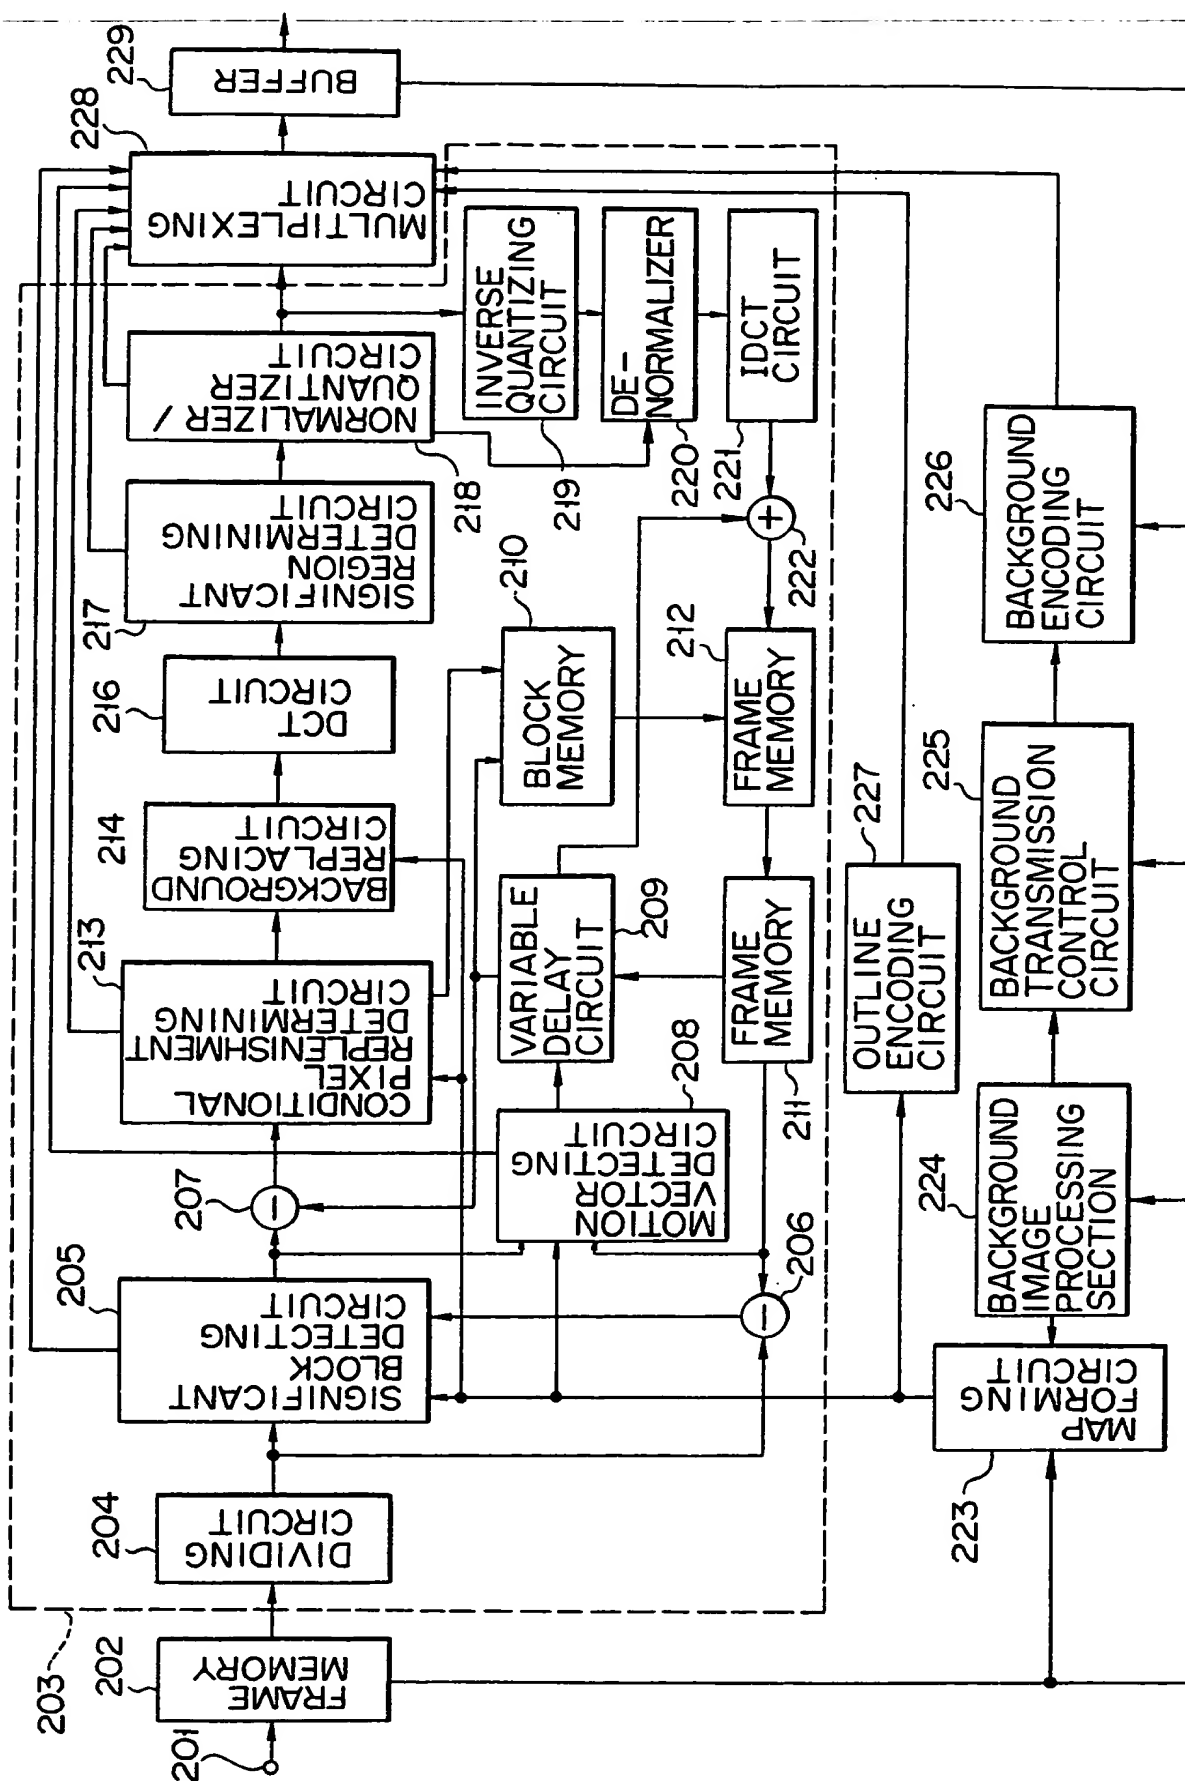 201
202
FRAME
MEMORY
203
204
DIVIDING
CIRCUIT
205
SIGNIFICANT
BLOCK
DETECTING
CIRCUIT
207
213
CONDITIONAL
PIXEL
REPLENISHMENT
DETERMINING
CIRCUIT
214
BACKGROUND
REPLACING
CIRCUIT
216
DCT
CIRCUIT
217
SIGNIFICANT
REGION
DETERMINING
CIRCUIT
218
NORMALIZER /
QUANTIZER
CIRCUIT
228
MULTIPLEXING
CIRCUIT
229
BUFFER
206
208
MOTION
VECTOR
DETECTING
CIRCUIT
209
VARIABLE
DELAY
CIRCUIT
210
BLOCK
MEMORY
219
INVERSE
QUANTIZING
CIRCUIT
211
FRAME
MEMORY
212
FRAME
MEMORY
222
220
DE-
NORMALIZER
221
IDCT
CIRCUIT
227
OUTLINE
ENCODING
CIRCUIT
223
MAP
FORMING
CIRCUIT
224
BACKGROUND
IMAGE
PROCESSING
SECTION
225
BACKGROUND
TRANSMISSION
CONTROL
CIRCUIT
226
BACKGROUND
ENCODING
CIRCUIT